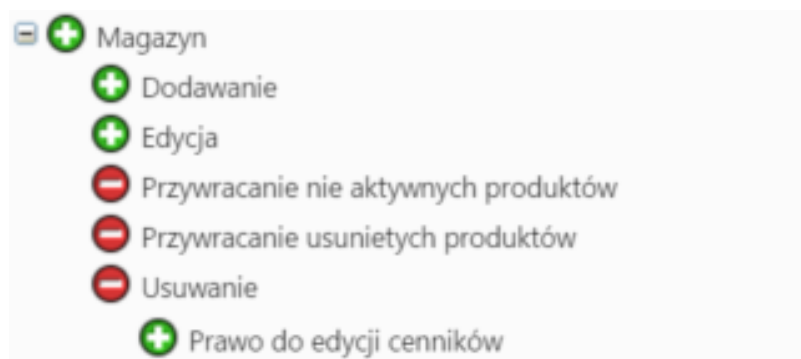 Magazyn
Dodawanie
Edycja
Przywracanie nie aktywnych produktów
Przywracanie usunietych produktów
Usuwanie
Prawo do edycji cenników